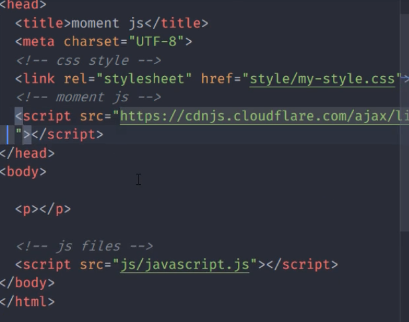 <head>
<title>moment js</title>
<meta charset="UTF-8">
<!-- css style -->
<link rel="stylesheet" href="style/my-style.css">
<!-- moment js -->
<script src="https://cdnjs.cloudflare.com/ajax/li
"></script>
</head>
<body>
<p></p>
<!-- js files -->
<script src="js/javascript.js"></script>
</body>
</html>